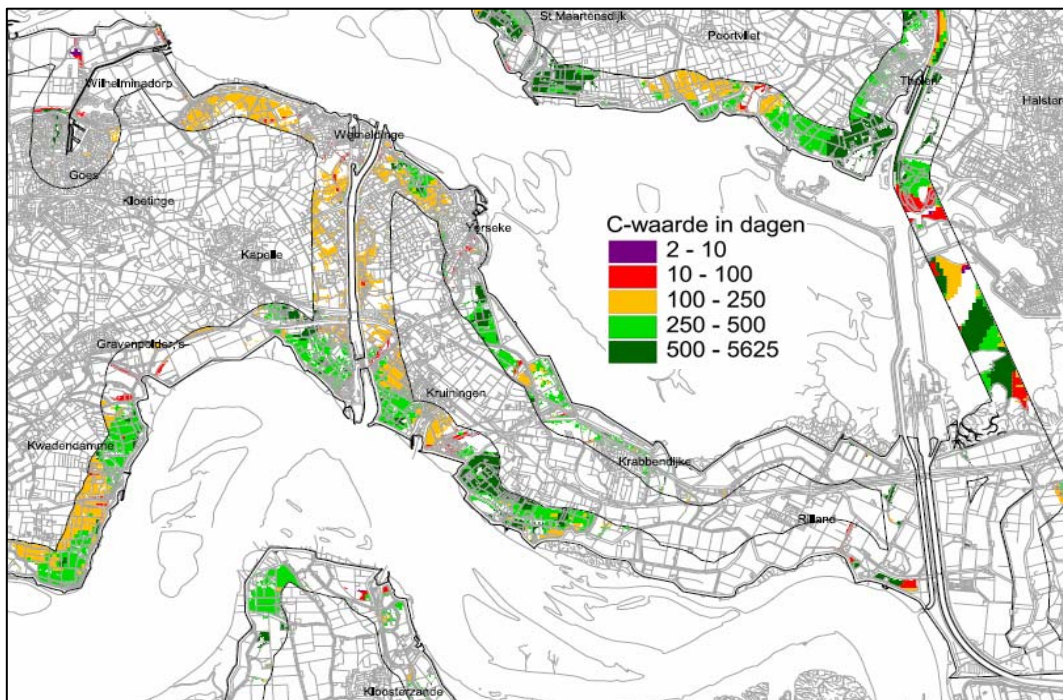 St Maartensdijk
Poortvliet
Tholen
Halster
Wilhelminadorp
Wemeldinge
Goes
Kloetinge
Yerseke
Kapelle
C-waarde in dagen
2 - 10
10 - 100
100 - 250
250 - 500
500 - 5625
Gravenpolder,'s-
Kruiningen
Kwadendamme
Krabbendijke
Rilland
Kloosterzande